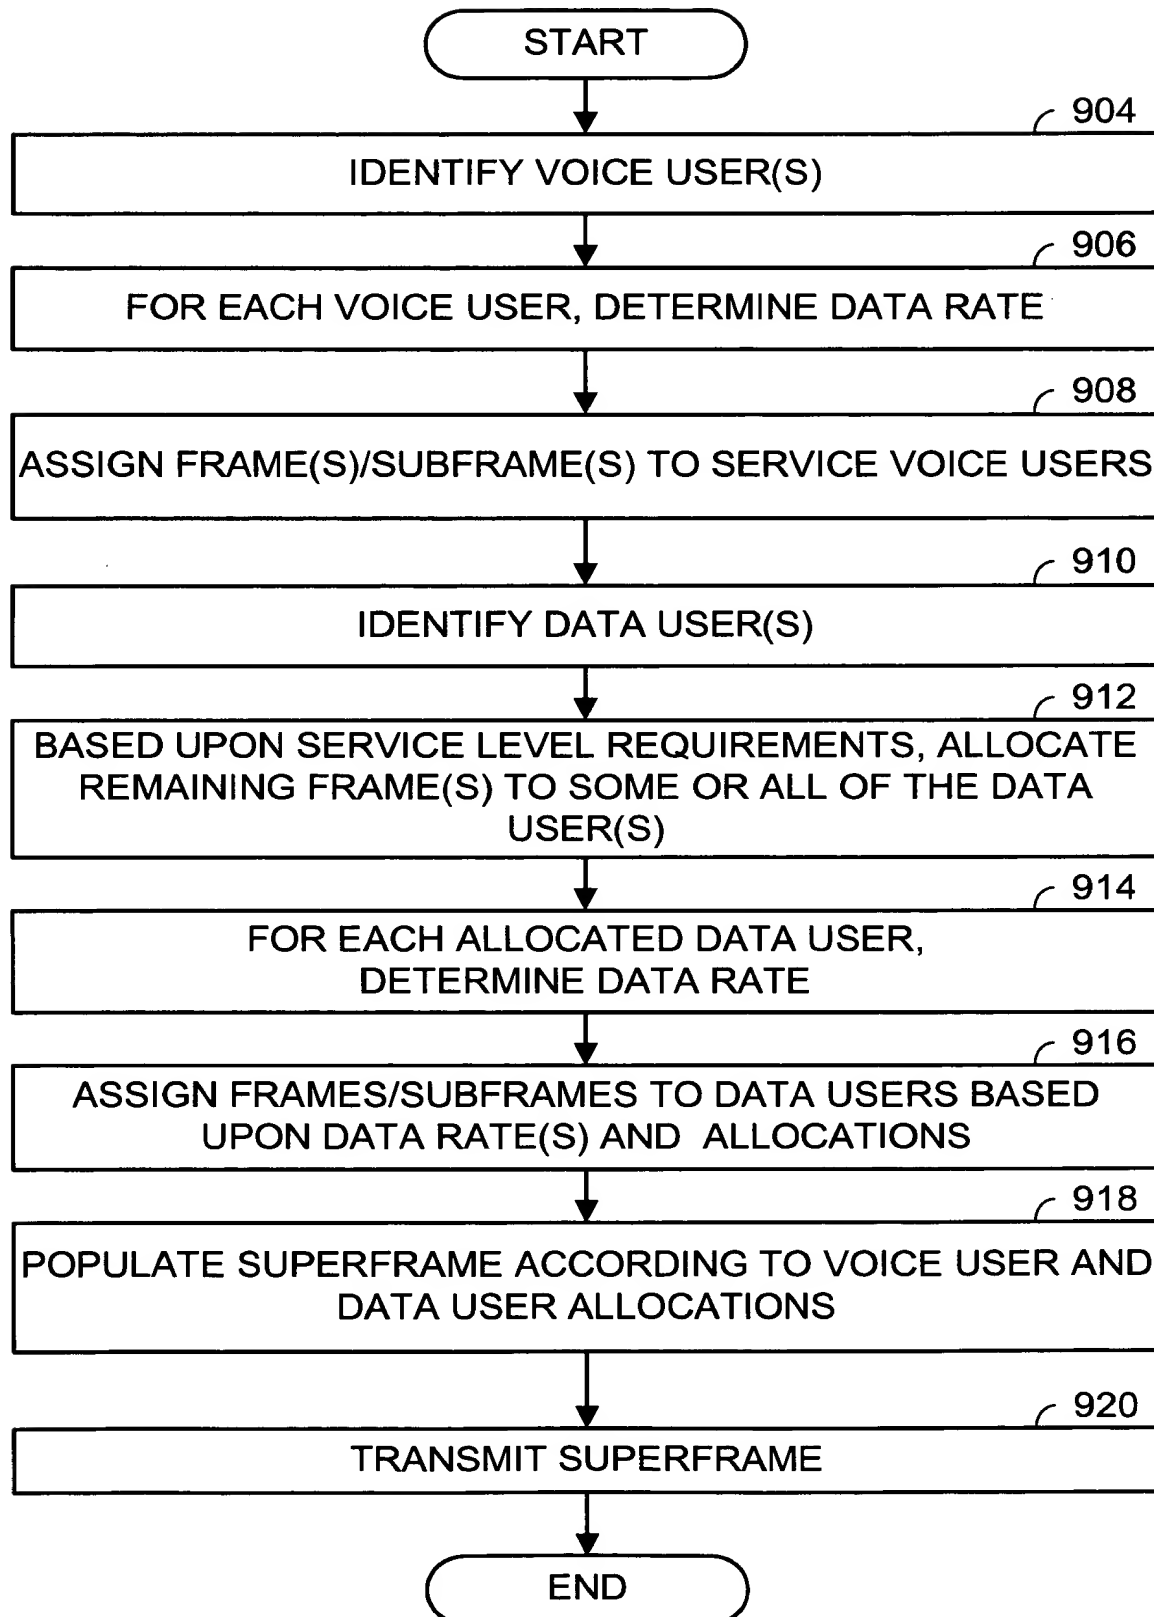 START
904
IDENTIFY VOICE USER(S)
906
FOR EACH VOICE USER, DETERMINE DATA RATE
908
ASSIGN FRAME(S)/SUBFRAME(S) TO SERVICE VOICE USERS
910
IDENTIFY DATA USER(S)
912
BASED UPON SERVICE LEVEL REQUIREMENTS, ALLOCATE
REMAINING FRAME(S) TO SOME OR ALL OF THE DATA
USER(S)
914
FOR EACH ALLOCATED DATA USER,
DETERMINE DATA RATE
916
ASSIGN FRAMES/SUBFRAMES TO DATA USERS BASED
UPON DATA RATE(S) AND ALLOCATIONS
918
POPULATE SUPERFRAME ACCORDING TO VOICE USER AND
DATA USER ALLOCATIONS
920
TRANSMIT SUPERFRAME
END